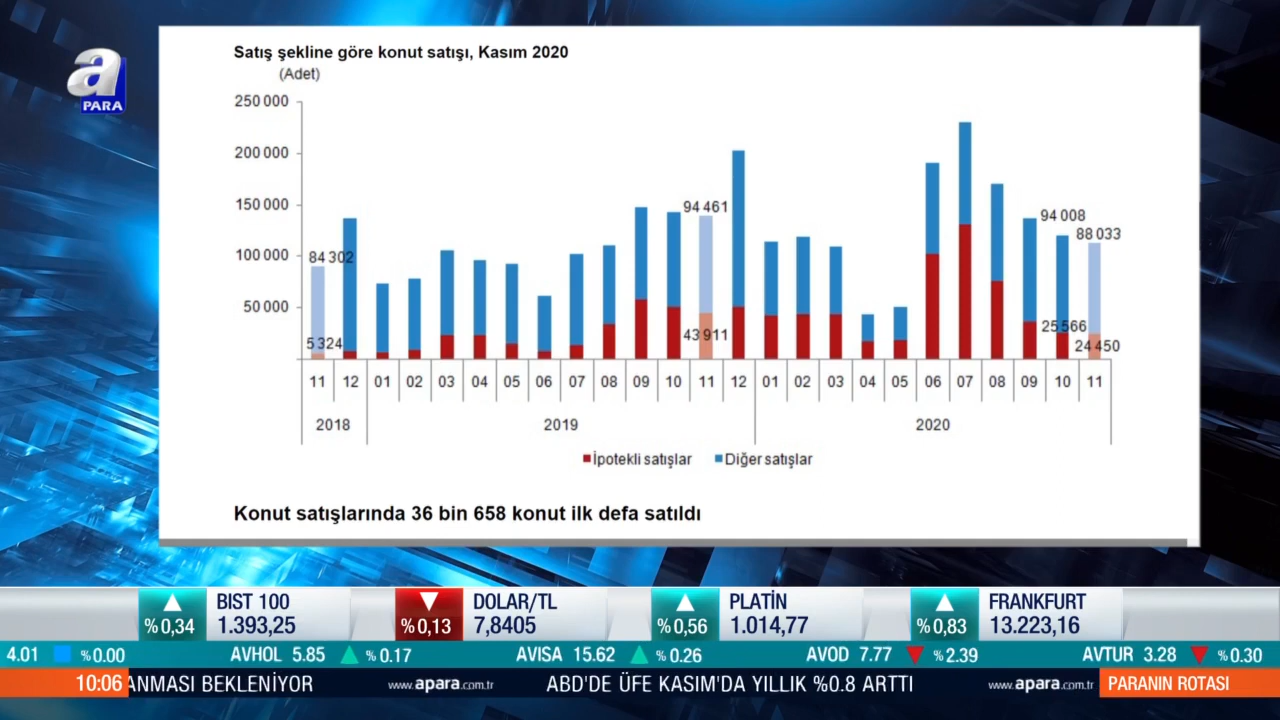 a
PARA
Satış şekline göre konut satışı, Kasım 2020
(Adet)
250 000
200 000
150 000
100 000
50 000
84 302
5 324
94 461
43 911
94 008
25 566
88 033
24 450
11 12 01 02 03 04 05 06 07 08 09 10 11 12 01 02 03 04 05 06 07 08 09 10 11
2018 2019 2020
İpotekli satışlar Diğer satışlar
Konut satışlarında 36 bin 658 konut ilk defa satıldı
%0,34 BIST 100 1.393,25
%0,13 DOLAR/TL 7,8405
%0,56 PLATİN 1.014,77
%0,83 FRANKFURT 13.223,16
4.01 %0.00 AVHOL 5.85 %0.17 AVISA 15.62 %0.26 AVOD 7.77 %2.39 AVTUR 3.28 %0.30
10:06 ANMASI BEKLENİYOR www.apara.com.tr ABD'DE ÜFE KASIM'DA YILLIK %0.8 ARTTI www.apara.com.tr PARANIN ROTASI